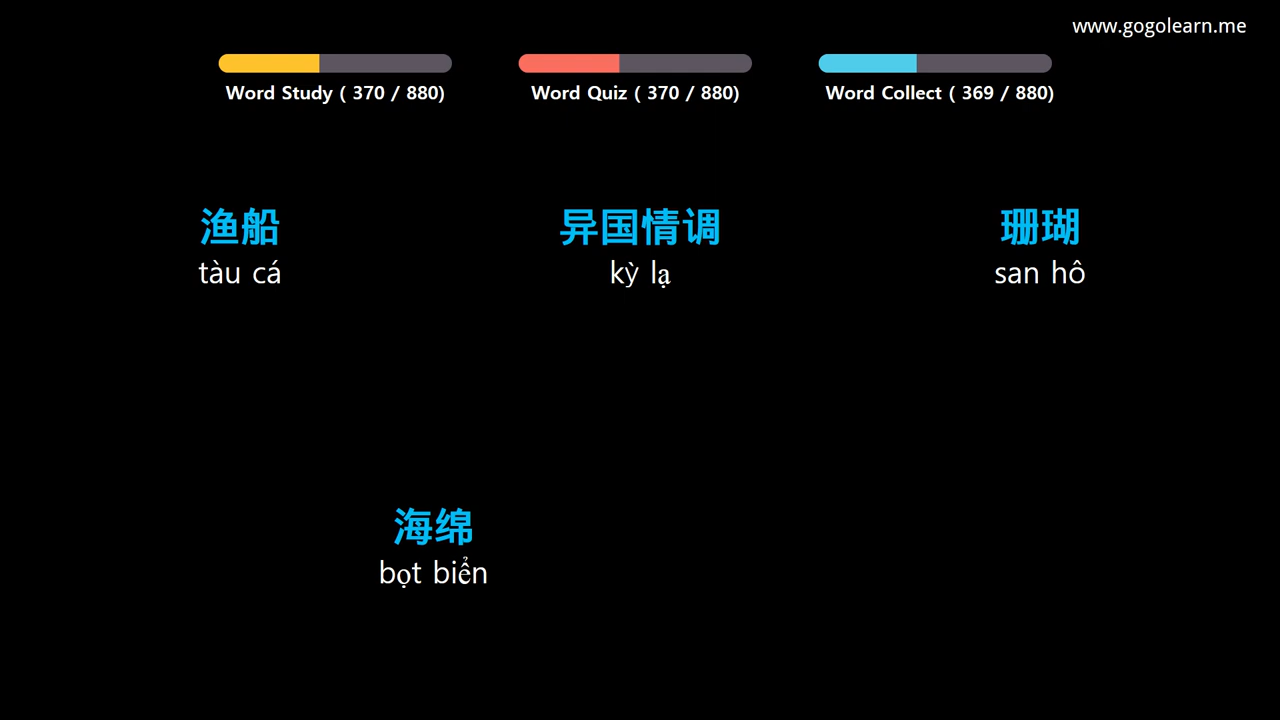 www.gogolearn.me
Word Study ( 370 / 880)
Word Quiz ( 370 / 880)
Word Collect ( 369 / 880)
渔船
tàu cá
异国情调
kỳ lạ
珊瑚
san hô
海绵
bọt biển